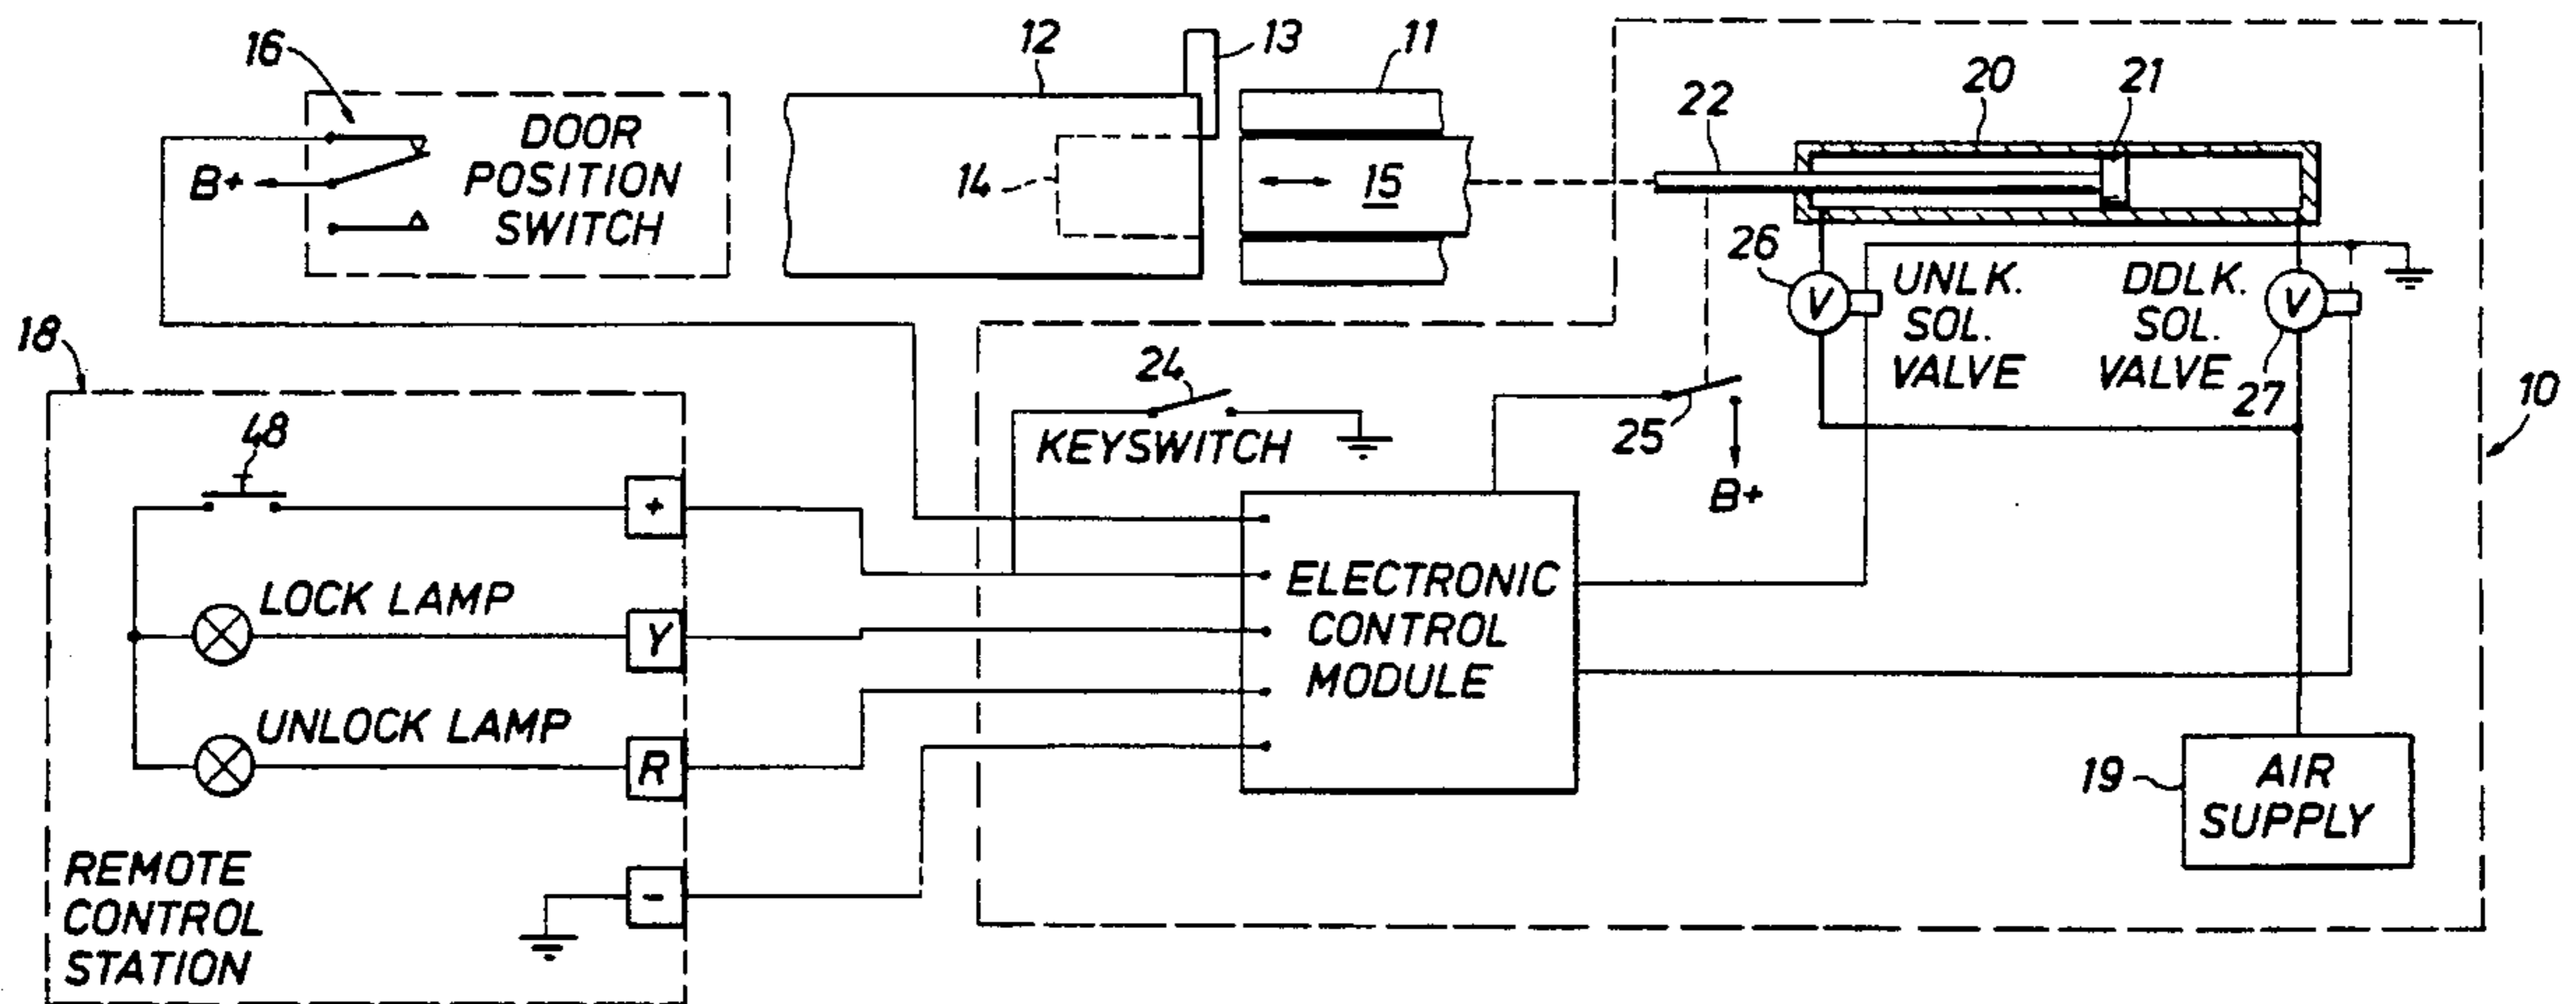 16
12
13
11
20
21
22
DOOR
POSITION
SWITCH
B+
14
15
26
UNLK.
SOL.
VALVE
DDLK.
SOL.
VALVE
27
10
18
24
KEYSWITCH
25
B+
48
+
LOCK LAMP
Y
UNLOCK LAMP
R
-
REMOTE
CONTROL
STATION
ELECTRONIC
CONTROL
MODULE
19
AIR
SUPPLY
V
V